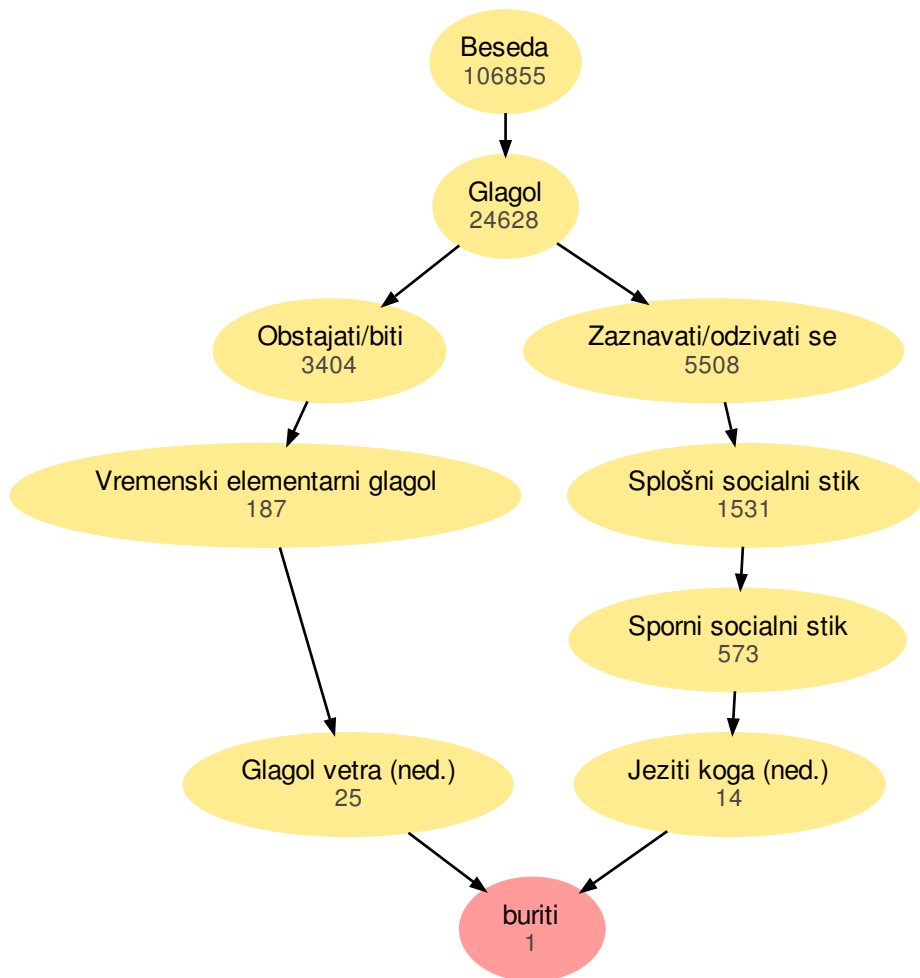 Beseda
106855
Glagol
24628
Obstajati/biti
3404
Zaznavati/odzivati se
5508
Vremenski elementarni glagol
187
Splošni socialni stik
1531
Sporni socialni stik
573
Glagol vetra (ned.)
25
Jeziti koga (ned.)
14
buriti
1